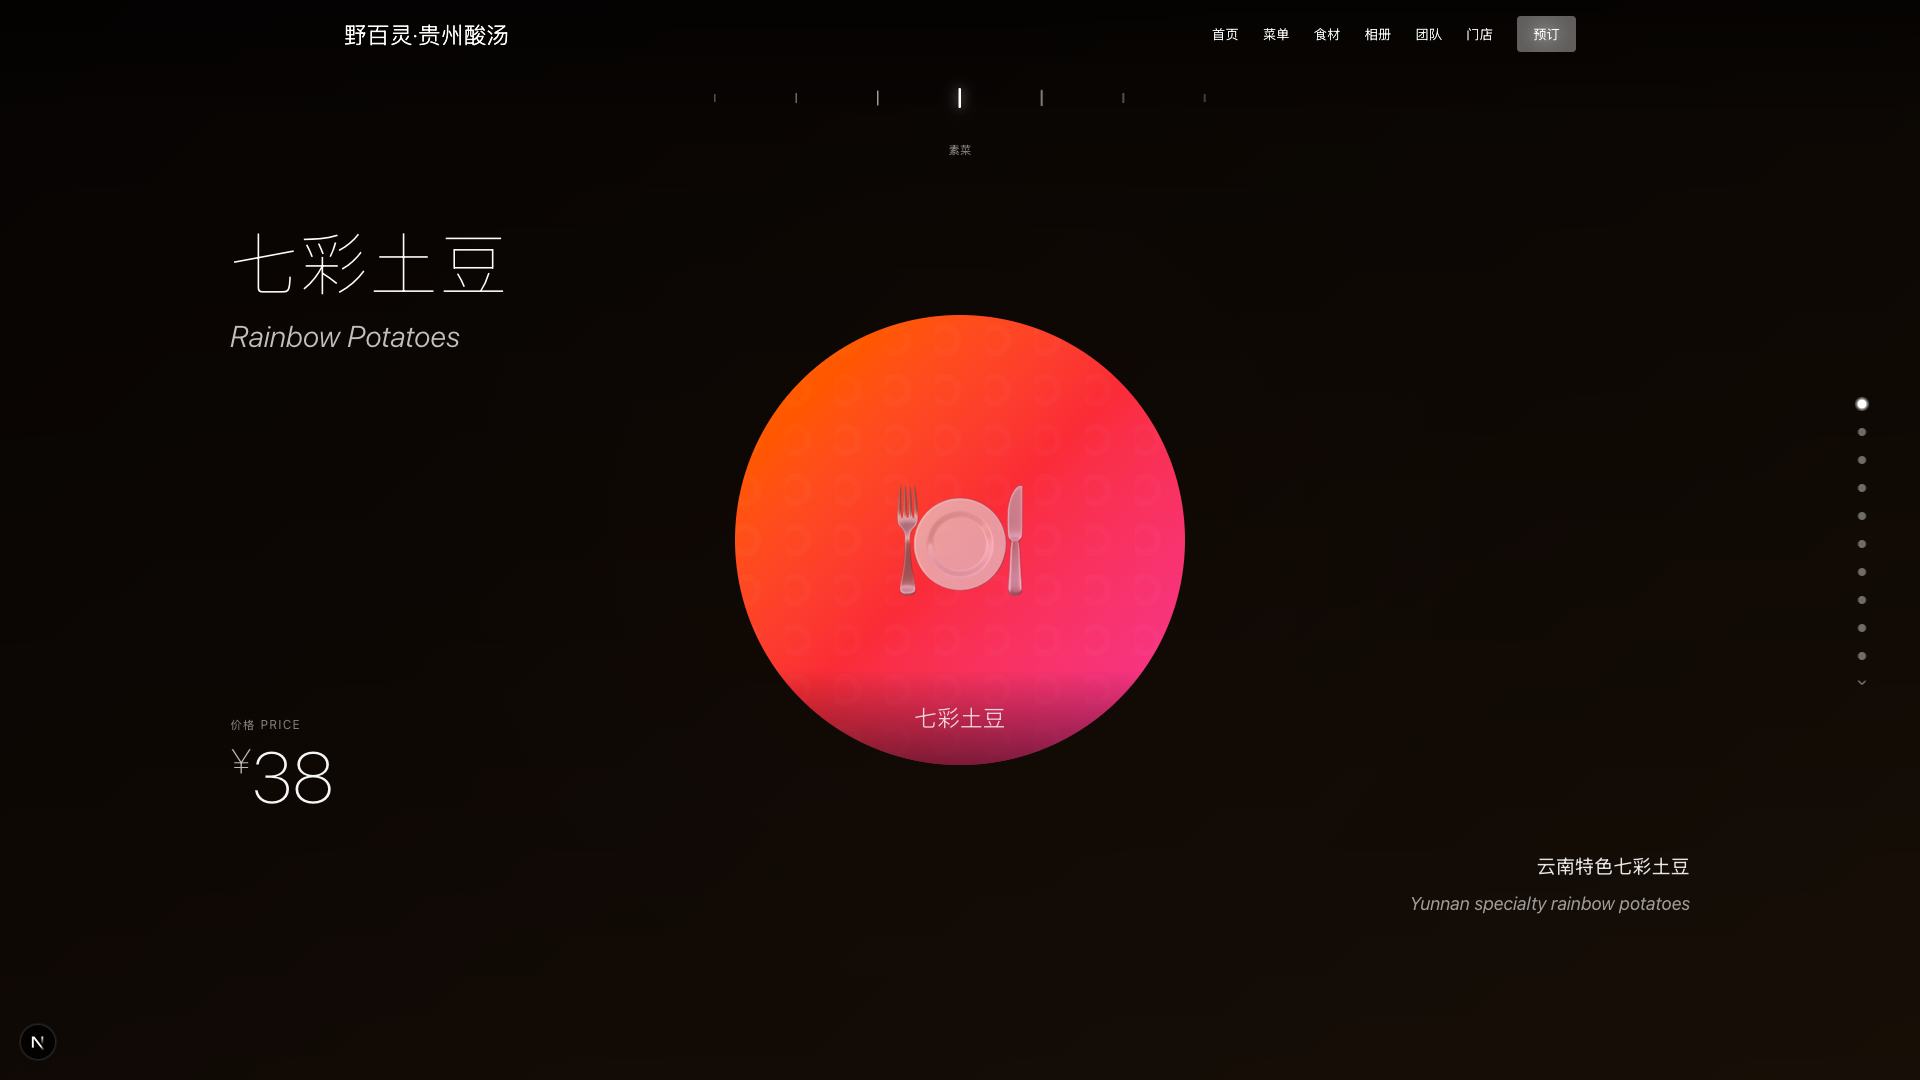 野百灵·贵州酸汤
首页 菜单 食材 相册 团队 门店 预订
素菜
七彩土豆
Rainbow Potatoes
七彩土豆
价格 PRICE
¥38
云南特色七彩土豆
Yunnan specialty rainbow potatoes
N